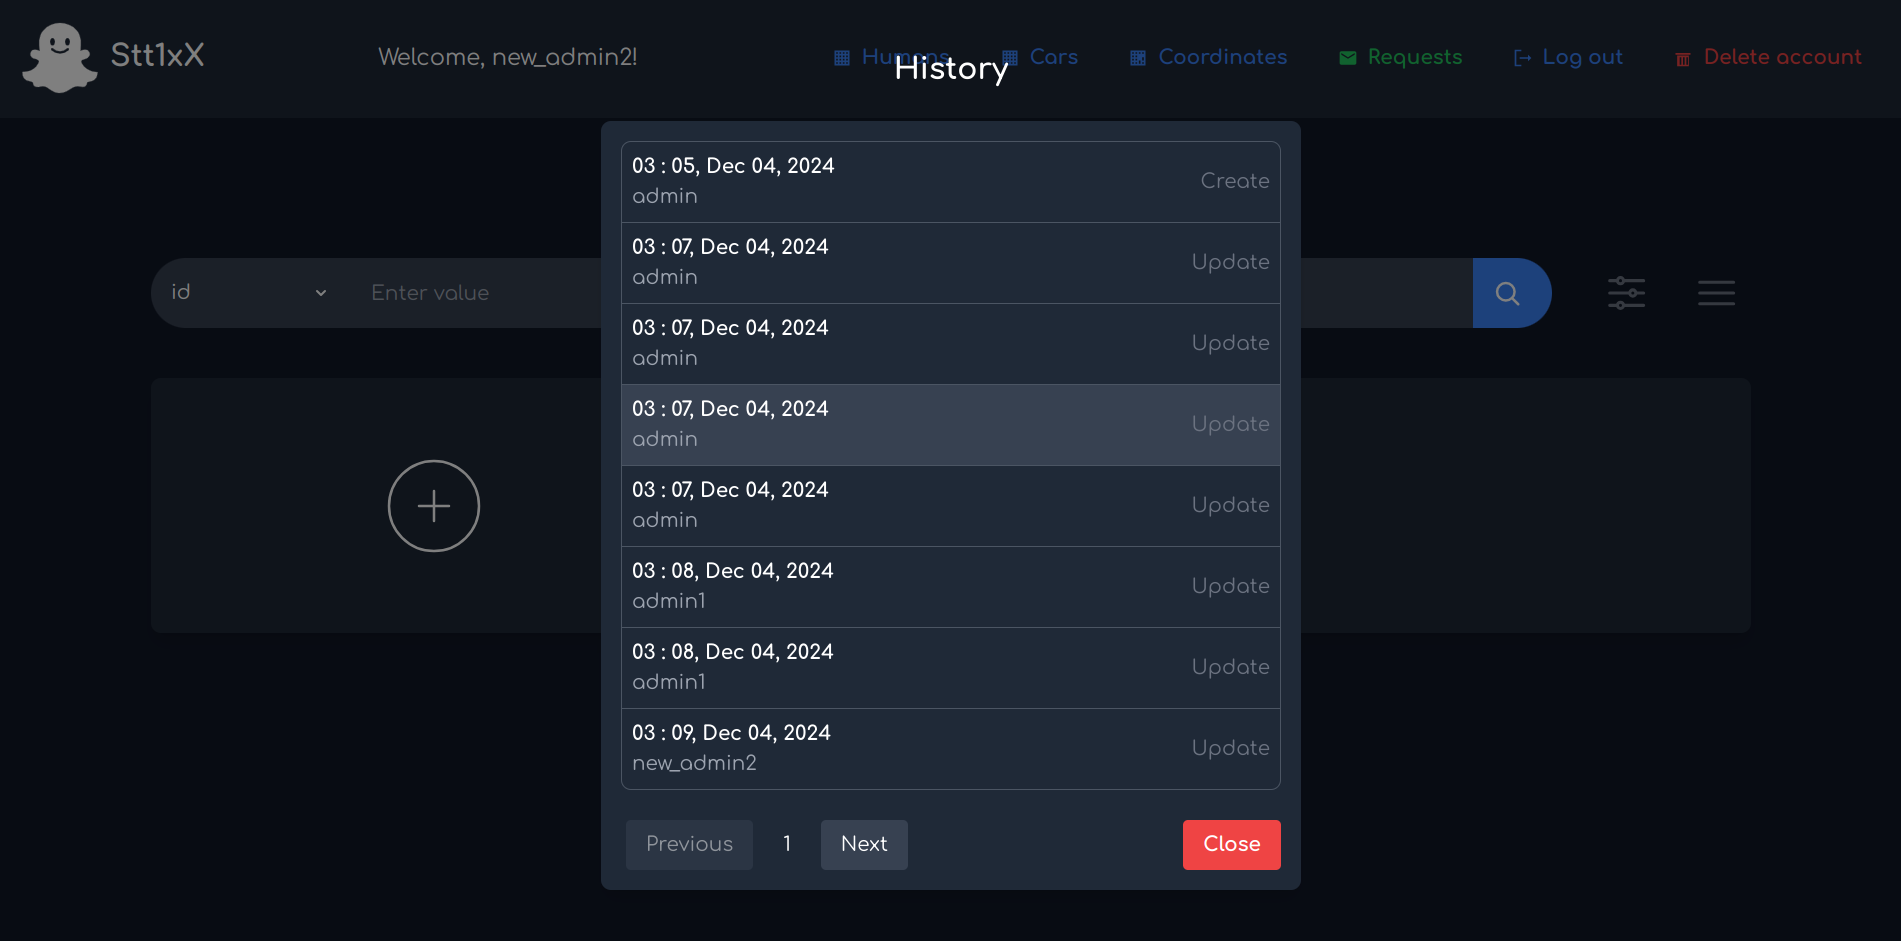 Stt1xX
Welcome, new_admin2!
Humans
Cars
Coordinates
Requests
Log out
Delete account
History
id
Enter value
03 : 05, Dec 04, 2024
admin
Create
03 : 07, Dec 04, 2024
admin
Update
03 : 07, Dec 04, 2024
admin
Update
03 : 07, Dec 04, 2024
admin
Update
03 : 07, Dec 04, 2024
admin
Update
03 : 08, Dec 04, 2024
admin1
Update
03 : 08, Dec 04, 2024
admin1
Update
03 : 09, Dec 04, 2024
new_admin2
Update
Previous
1
Next
Close